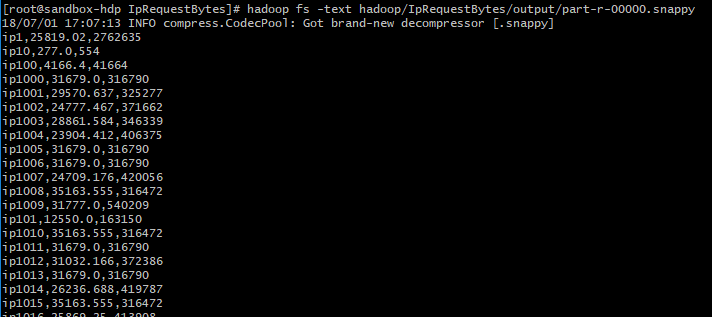 [root@sandbox-hdp IpRequestBytes]# hadoop fs -text hadoop/IpRequestBytes/output/part-r-00000.snappy
18/07/01 17:07:13 INFO compress.CodecPool: Got brand-new decompressor [.snappy]
ip1,25819.02,2762635
ip10,277.0,554
ip100,4166.4,41664
ip1000,31679.0,316790
ip1001,29570.637,325277
ip1002,24777.467,371662
ip1003,28861.584,346339
ip1004,23904.412,406375
ip1005,31679.0,316790
ip1006,31679.0,316790
ip1007,24709.176,420056
ip1008,35163.555,316472
ip1009,31777.0,540209
ip101,12550.0,163150
ip1010,35163.555,316472
ip1011,31679.0,316790
ip1012,31032.166,372386
ip1013,31679.0,316790
ip1014,26236.688,419787
ip1015,35163.555,316472
ip1016,25869.25,413908